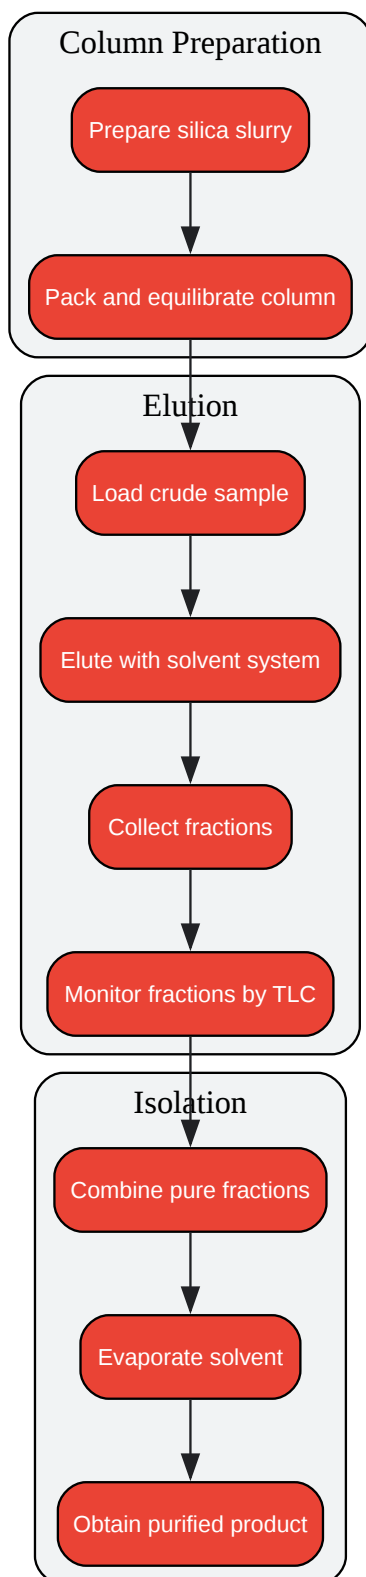 Column Preparation
Prepare silica slurry
Pack and equilibrate column
Elution
Load crude sample
Elute with solvent system
Collect fractions
Monitor fractions by TLC
Isolation
Combine pure fractions
Evaporate solvent
Obtain purified product